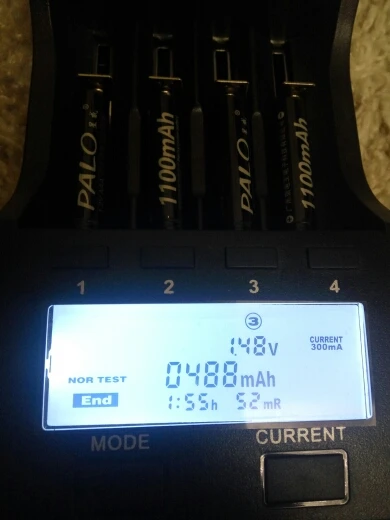 PALO
1100mAh
PALO
1100mAh
1 2 3 4
3
1.48V CURRENT 300mA
NOR TEST 0488mAh
End 1:55h 52mR
MODE CURRENT